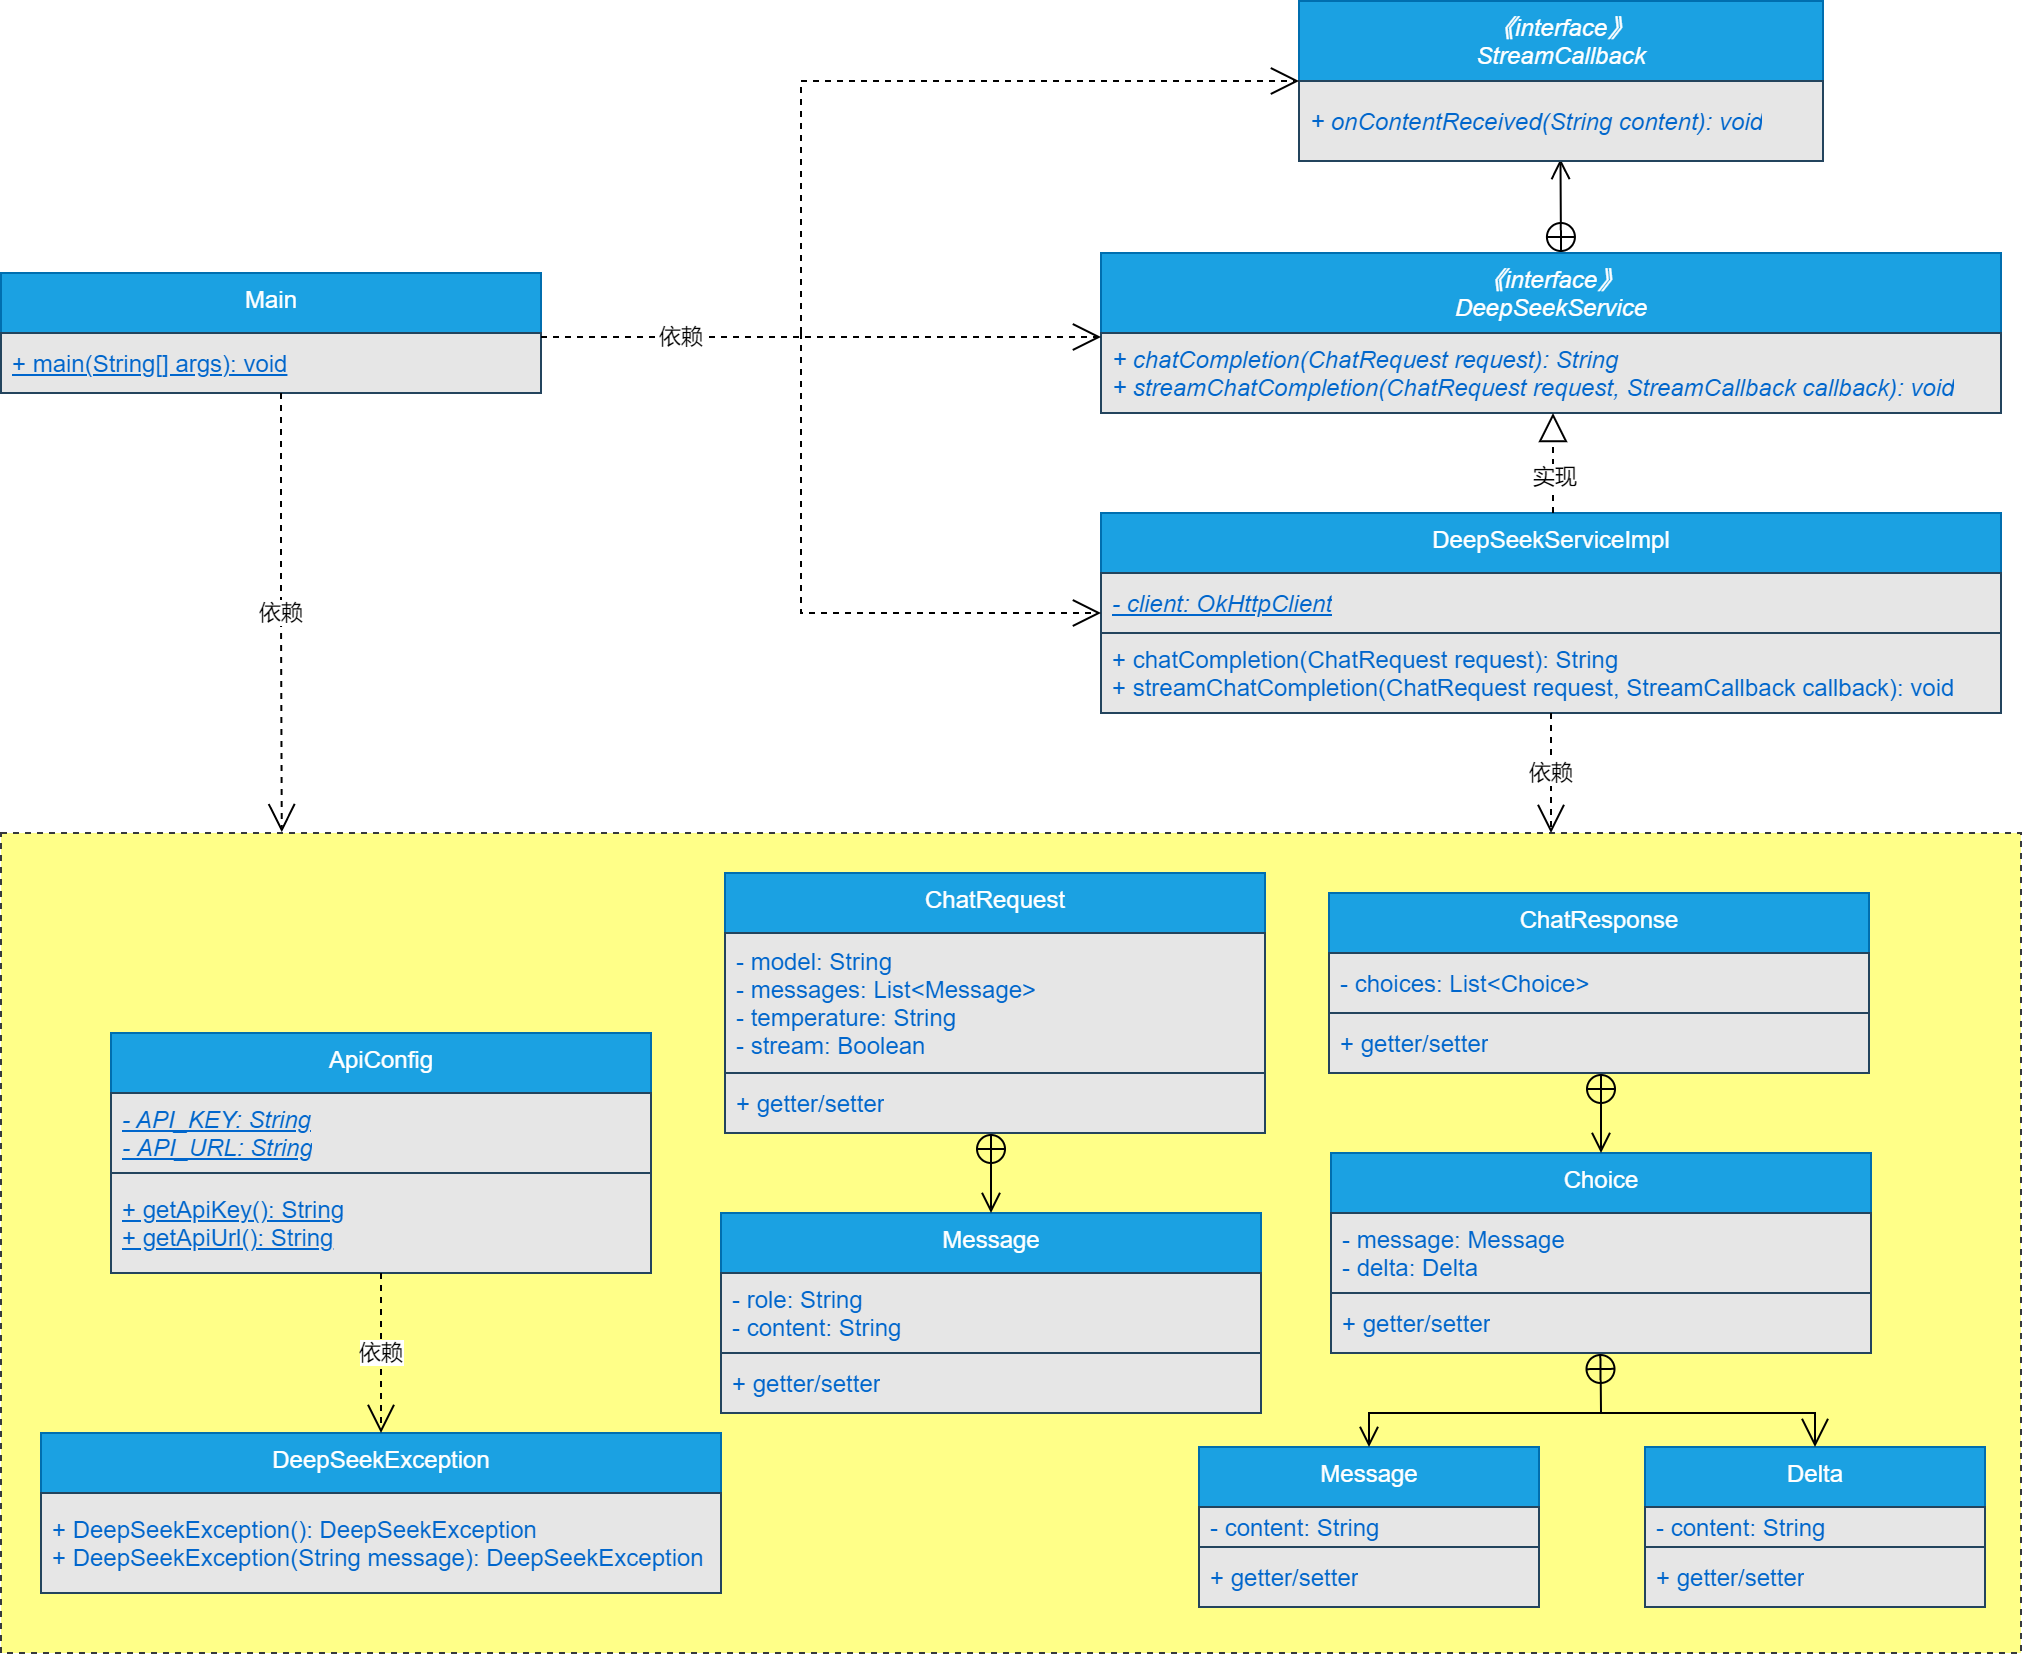 《interface》
StreamCallback
+ onContentReceived(String content): void
Main
+ main(String[] args): void
依赖
《interface》
DeepSeekService
+ chatCompletion(ChatRequest request): String
+ streamChatCompletion(ChatRequest request, StreamCallback callback): void
实现
DeepSeekServiceImpl
- client: OkHttpClient
+ chatCompletion(ChatRequest request): String
+ streamChatCompletion(ChatRequest request, StreamCallback callback): void
依赖
依赖
ApiConfig
- API_KEY: String
- API_URL: String
+ getApiKey(): String
+ getApiUrl(): String
依赖
DeepSeekException
+ DeepSeekException(): DeepSeekException
+ DeepSeekException(String message): DeepSeekException
ChatRequest
- model: String
- messages: List<Message>
- temperature: String
- stream: Boolean
+ getter/setter
Message
- role: String
- content: String
+ getter/setter
ChatResponse
- choices: List<Choice>
+ getter/setter
Choice
- message: Message
- delta: Delta
+ getter/setter
Message
- content: String
+ getter/setter
Delta
- content: String
+ getter/setter